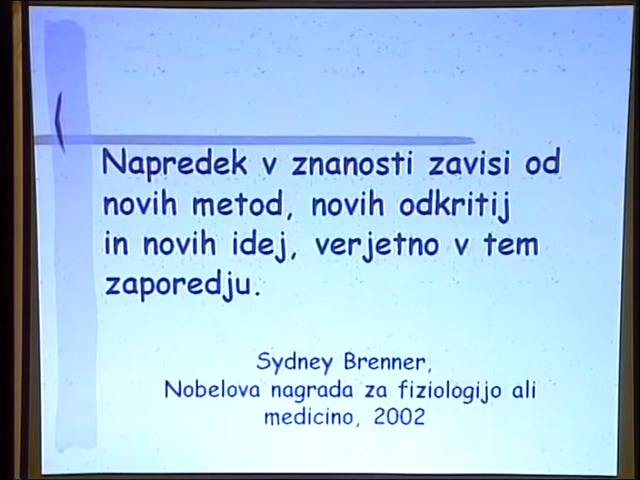 Napredek v znanosti zavisi od
novih metod, novih odkritij
in novih idej, verjetno v tem
zaporedju.
Sydney Brenner,
Nobelova nagrada za fiziologijo ali
medicino, 2002